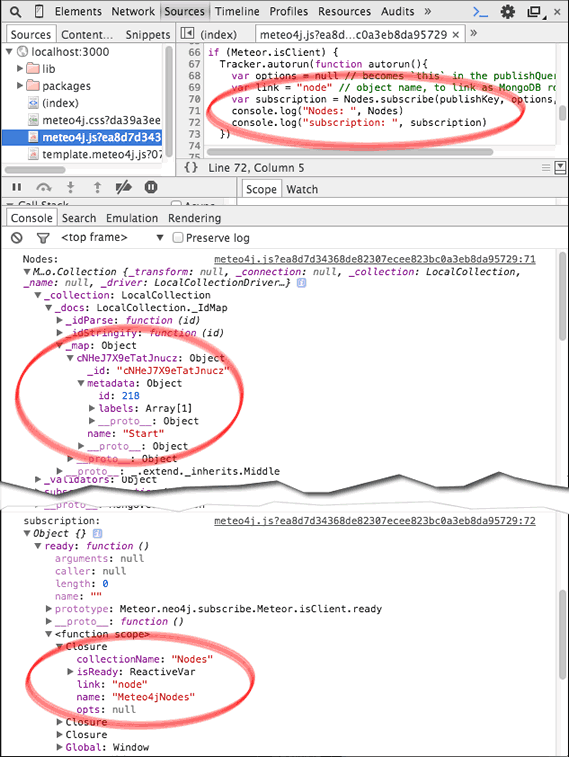 Elements Network Sources Timeline Profiles Resources Audits »
Sources Content... Snippets
(index) meteo4j.js?ea8d...c0a3eb8da95729 × »
localhost:3000
lib
packages
(index)
meteo4j.css?da39a3ee
meteo4j.js?ea8d7d343
template.meteo4j.js?07
66 if (Meteor.isClient) {
67 Tracker.autorun(function autorun(){
68 var options = null // becomes `this` in the publishQuer
69 var link = "node" // object name, to link as MongoDB ro
70 var subscription = Nodes.subscribe(publishKey, options,
71 console.log("Nodes: ", Nodes)
72 console.log("subscription: ", subscription)
73 })
74
{} Line 72, Column 5
Call Stack Async
Scope Watch
Console Search Emulation Rendering
<top frame> Preserve log
Nodes: meteo4j.js?ea8d7d34368de82307ecee823bc0a3eb8da95729:71
M…o.Collection {_transform: null, _connection: null, _collection: LocalCollection,
_name: null, _driver: LocalCollectionDriver…}
_collection: LocalCollection
_docs: LocalCollection._IdMap
_idParse: function (id)
_idStringify: function (id)
_map: Object
cNHeJ7X9eTatJnucz: Object
_id: "cNHeJ7X9eTatJnucz"
metadata: Object
id: 218
labels: Array[1]
__proto__: Object
name: "Start"
__proto__: Object
__proto__: Object
__proto__: _.extend._inherits.Middle
_validators: Object
subscription: meteo4j.js?ea8d7d34368de82307ecee823bc0a3eb8da95729:72
Object {}
ready: function ()
arguments: null
caller: null
length: 0
name: ""
prototype: Meteor.neo4j.subscribe.Meteor.isClient.ready
__proto__: function ()
<function scope>
Closure
collectionName: "Nodes"
isReady: ReactiveVar
link: "node"
name: "Meteo4jNodes"
opts: null
Closure
Closure
Global: Window